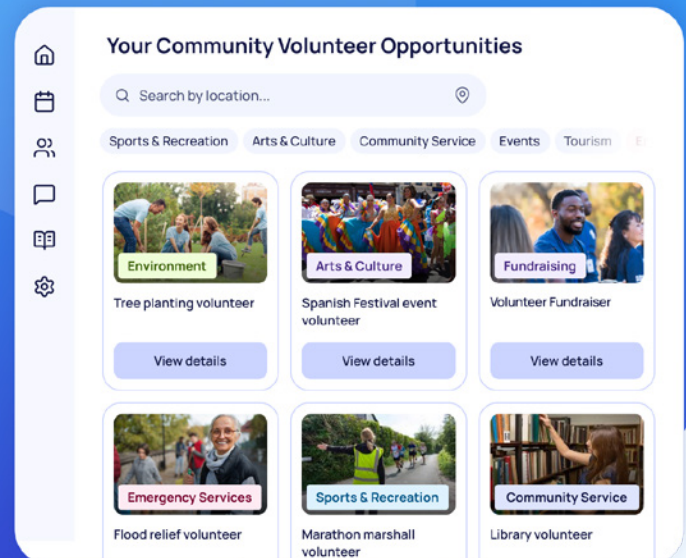 Your Community Volunteer Opportunities
Search by location...
Sports & Recreation
Arts & Culture
Community Service
Events
Tourism
Environment
Arts & Culture
Fundraising
Tree planting volunteer
Spanish Festival event
volunteer
Volunteer Fundraiser
View details
View details
View details
Emergency Services
Sports & Recreation
Community Service
Flood relief volunteer
Marathon marshall
volunteer
Library volunteer